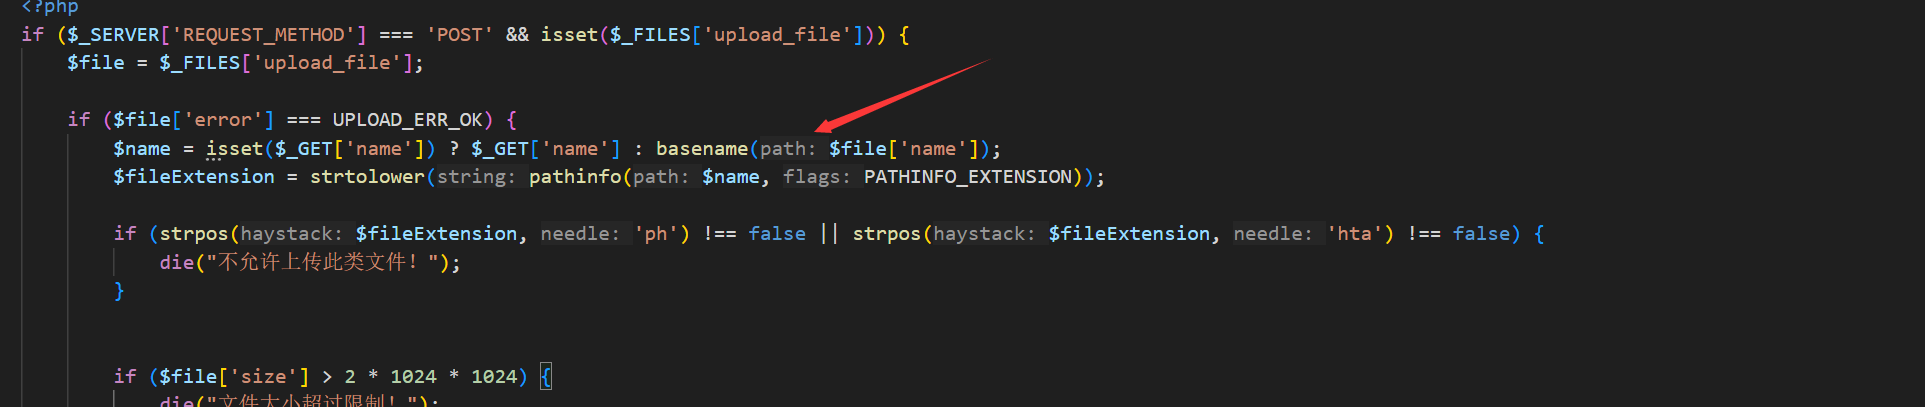 <?php
if ($_SERVER['REQUEST_METHOD'] === 'POST' && isset($_FILES['upload_file'])) {
$file = $_FILES['upload_file'];
if ($file['error'] === UPLOAD_ERR_OK) {
$name = isset($_GET['name']) ? $_GET['name'] : basename(path: $file['name']);
$fileExtension = strtolower(string: pathinfo(path: $name, flags: PATHINFO_EXTENSION));
if (strpos(haystack: $fileExtension, needle: 'ph') !== false || strpos(haystack: $fileExtension, needle: 'hta') !== false) {
die("不允许上传此类文件！");
}
if ($file['size'] > 2 * 1024 * 1024) {
die("文件大小超过限制！");